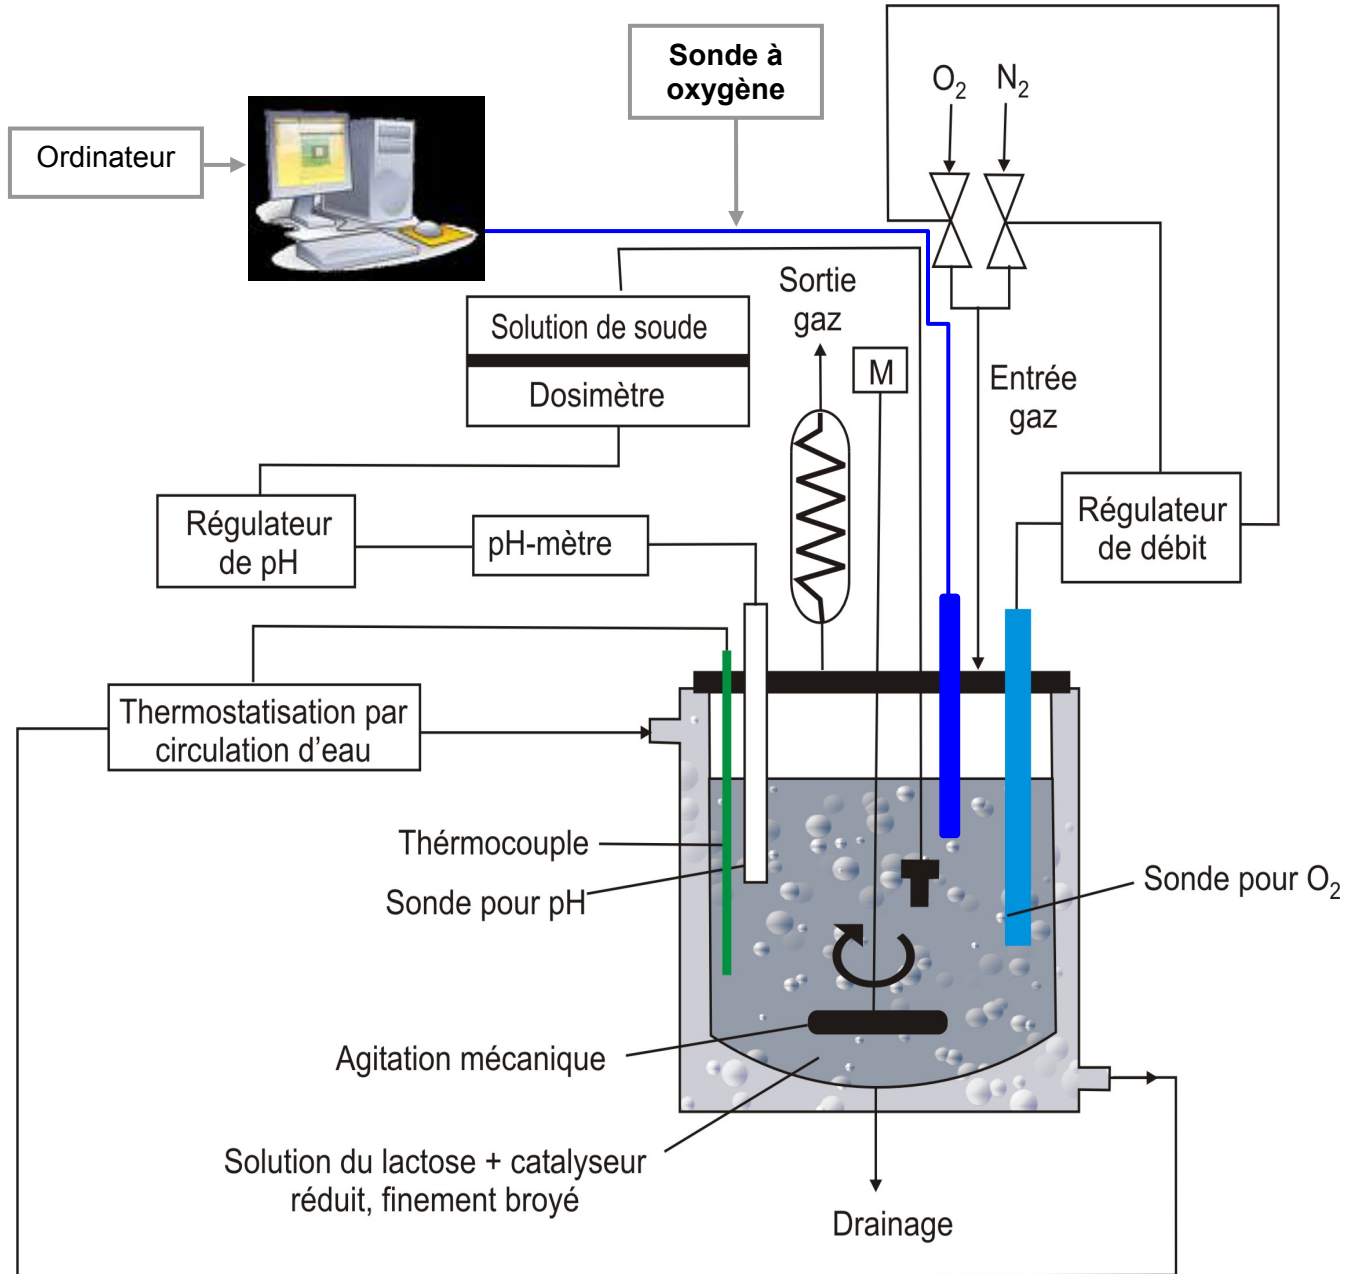 Sonde à
oxygène
O2
N2
Ordinateur
Sortie
gaz
Solution de soude
Dosimètre
M
Entrée
gaz
Régulateur
de pH
pH-mètre
Régulateur
de débit
Thermostatisation par
circulation d'eau
Thérmocouple
Sonde pour pH
Sonde pour O2
Agitation mécanique
Solution du lactose + catalyseur
réduit, finement broyé
Drainage